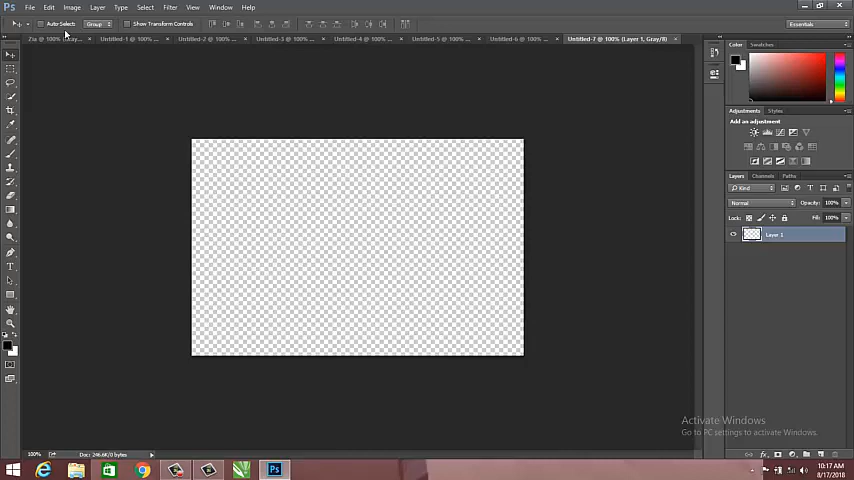 Ps File Edit Image Layer Type Select Filter View Window Help
Auto-Select: Group Show Transform Controls Essentials
Untitled-1 @ 100% ... × Untitled-2 @ 100% ... × Untitled-3 @ 100% ... × Untitled-4 @ 100% ... × Untitled-5 @ 100% ... × Untitled-6 @ 100% ... × Untitled-7 @ 100% (Layer 1, Gray/8) ×
Color Swatches
Adjustments Styles
Add an adjustment
Layers Channels Paths
Kind
Normal Opacity: 100%
Lock: Fill: 100%
Layer 1
Activate Windows
Go to PC settings to activate Windows.
100% Doc: 246.6K/0 bytes
Ps
10:17 AM
8/17/2018